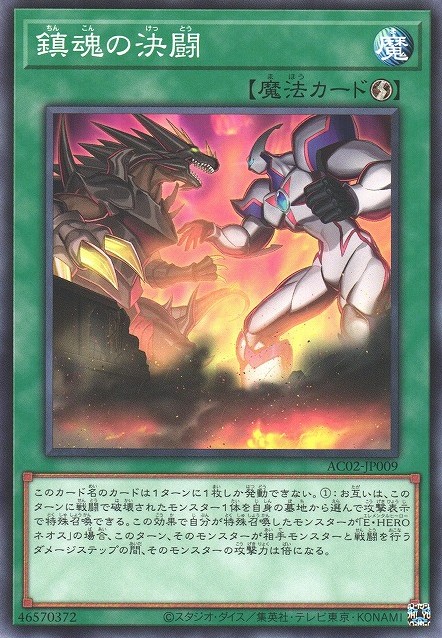 鎮魂の決闘
魔
【魔法カード】
AC02-JP009
このカード名のカードは1ターンに1枚しか発動できない。①：お互いは、このターンに戦闘で破壊されたモンスター1体を自身の墓地から選んで攻撃表示で特殊召喚できる。この効果で自分が特殊召喚したモンスターが「E・HERO ネオス」の場合、このターン、そのモンスターが相手モンスターと戦闘を行うダメージステップの間、そのモンスターの攻撃力は倍になる。
46570372
©スタジオ・ダイス／集英社・テレビ東京・KONAMI